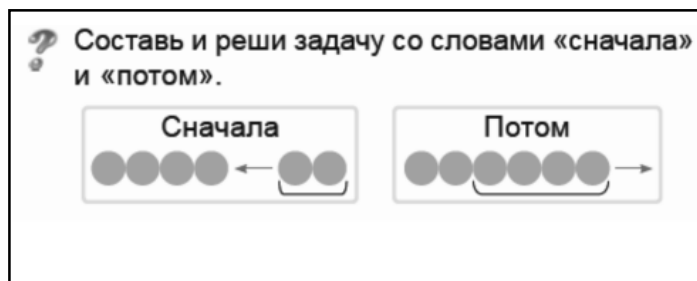 Составь и реши задачу со словами «сначала»
и «потом».
Сначала
Потом